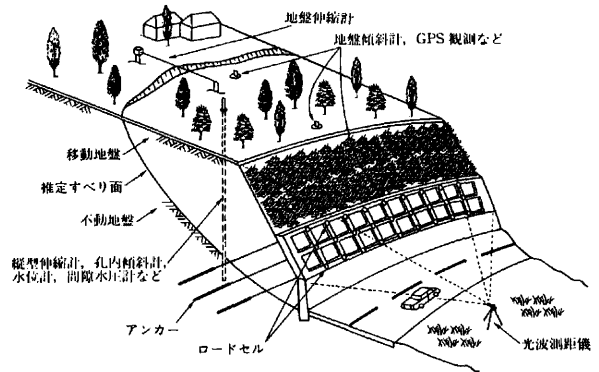 地盤伸縮計
地盤傾斜計，GPS 観測など
移動地盤
推定すべり面
不動地盤
縦型伸縮計，孔内傾斜計，
水位計，間隙水圧計など
アンカー
ロードセル
光波測距儀